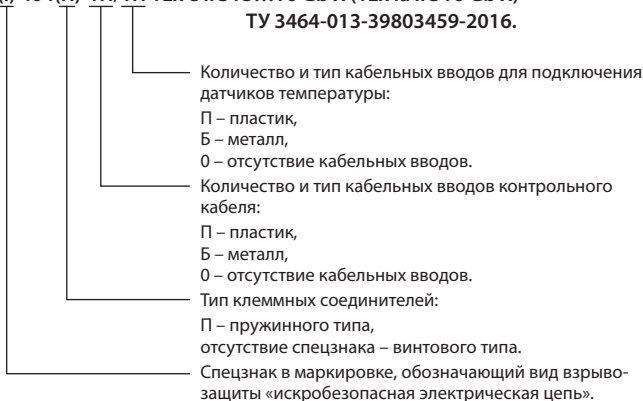 ТУ 3464-013-39803459-2016.
Количество и тип кабельных вводов для подключения
датчиков температуры:
П – пластик,
Б – металл,
0 – отсутствие кабельных вводов.
Количество и тип кабельных вводов контрольного
кабеля:
П – пластик,
Б – металл,
0 – отсутствие кабельных вводов.
Тип клеммных соединителей:
П – пружинного типа,
отсутствие спецзнака – винтового типа.
Спецзнак в маркировке, обозначающий вид взрыво-
защиты «искробезопасная электрическая цепь».